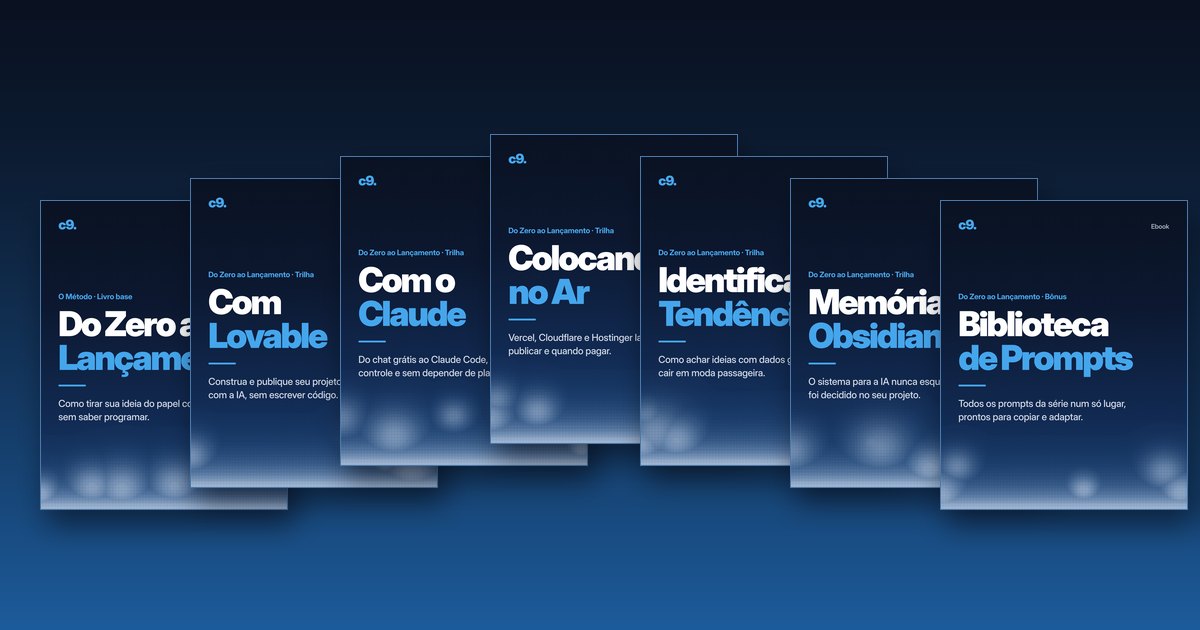 c9.
O Método · Livro base
Do Zero a
Lançame
Como tirar sua ideia do papel co
sem saber programar.
c9.
Do Zero ao Lançamento · Trilha
Com
Lovable
Construa e publique seu projeto
com a IA, sem escrever código.
c9.
Do Zero ao Lançamento · Trilha
Com o
Claude
Do chat grátis ao Claude Code,
controle e sem depender de pla
c9.
Do Zero ao Lançamento · Trilha
Colocan
no Ar
Vercel, Cloudflare e Hostinger la
publicar e quando pagar.
c9.
Do Zero ao Lançamento · Trilha
Identifica
Tendênci
Como achar ideias com dados g
cair em moda passageira.
c9.
Do Zero ao Lançamento · Trilha
Memória
Obsidian
O sistema para a IA nunca esqu
foi decidido no seu projeto.
c9.
Ebook
Do Zero ao Lançamento · Bônus
Biblioteca
de Prompts
Todos os prompts da série num só lugar,
prontos para copiar e adaptar.